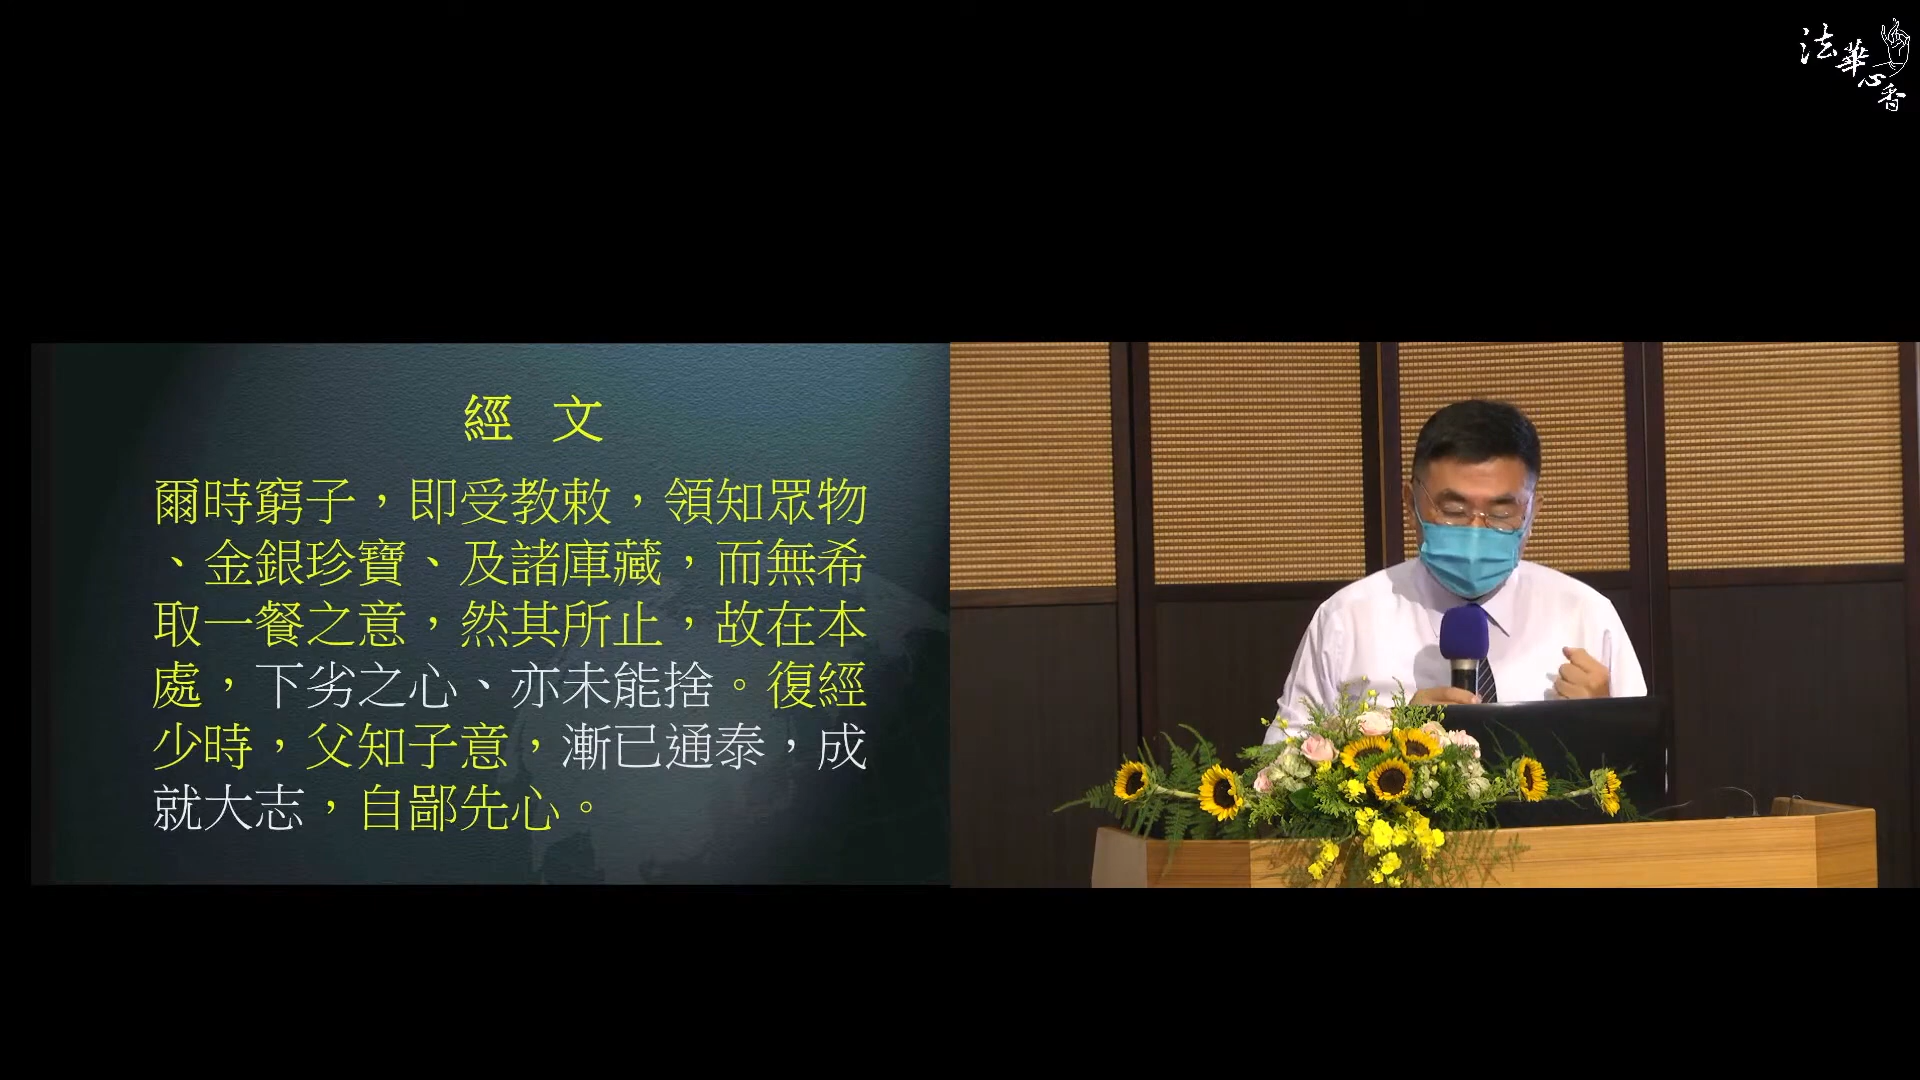 法華心香
經 文
爾時窮子，即受教敕，領知眾物
、金銀珍寶、及諸庫藏，而無希
取一餐之意，然其所止，故在本
處，下劣之心、亦未能捨。復經
少時，父知子意，漸已通泰，成
就大志，自鄙先心。